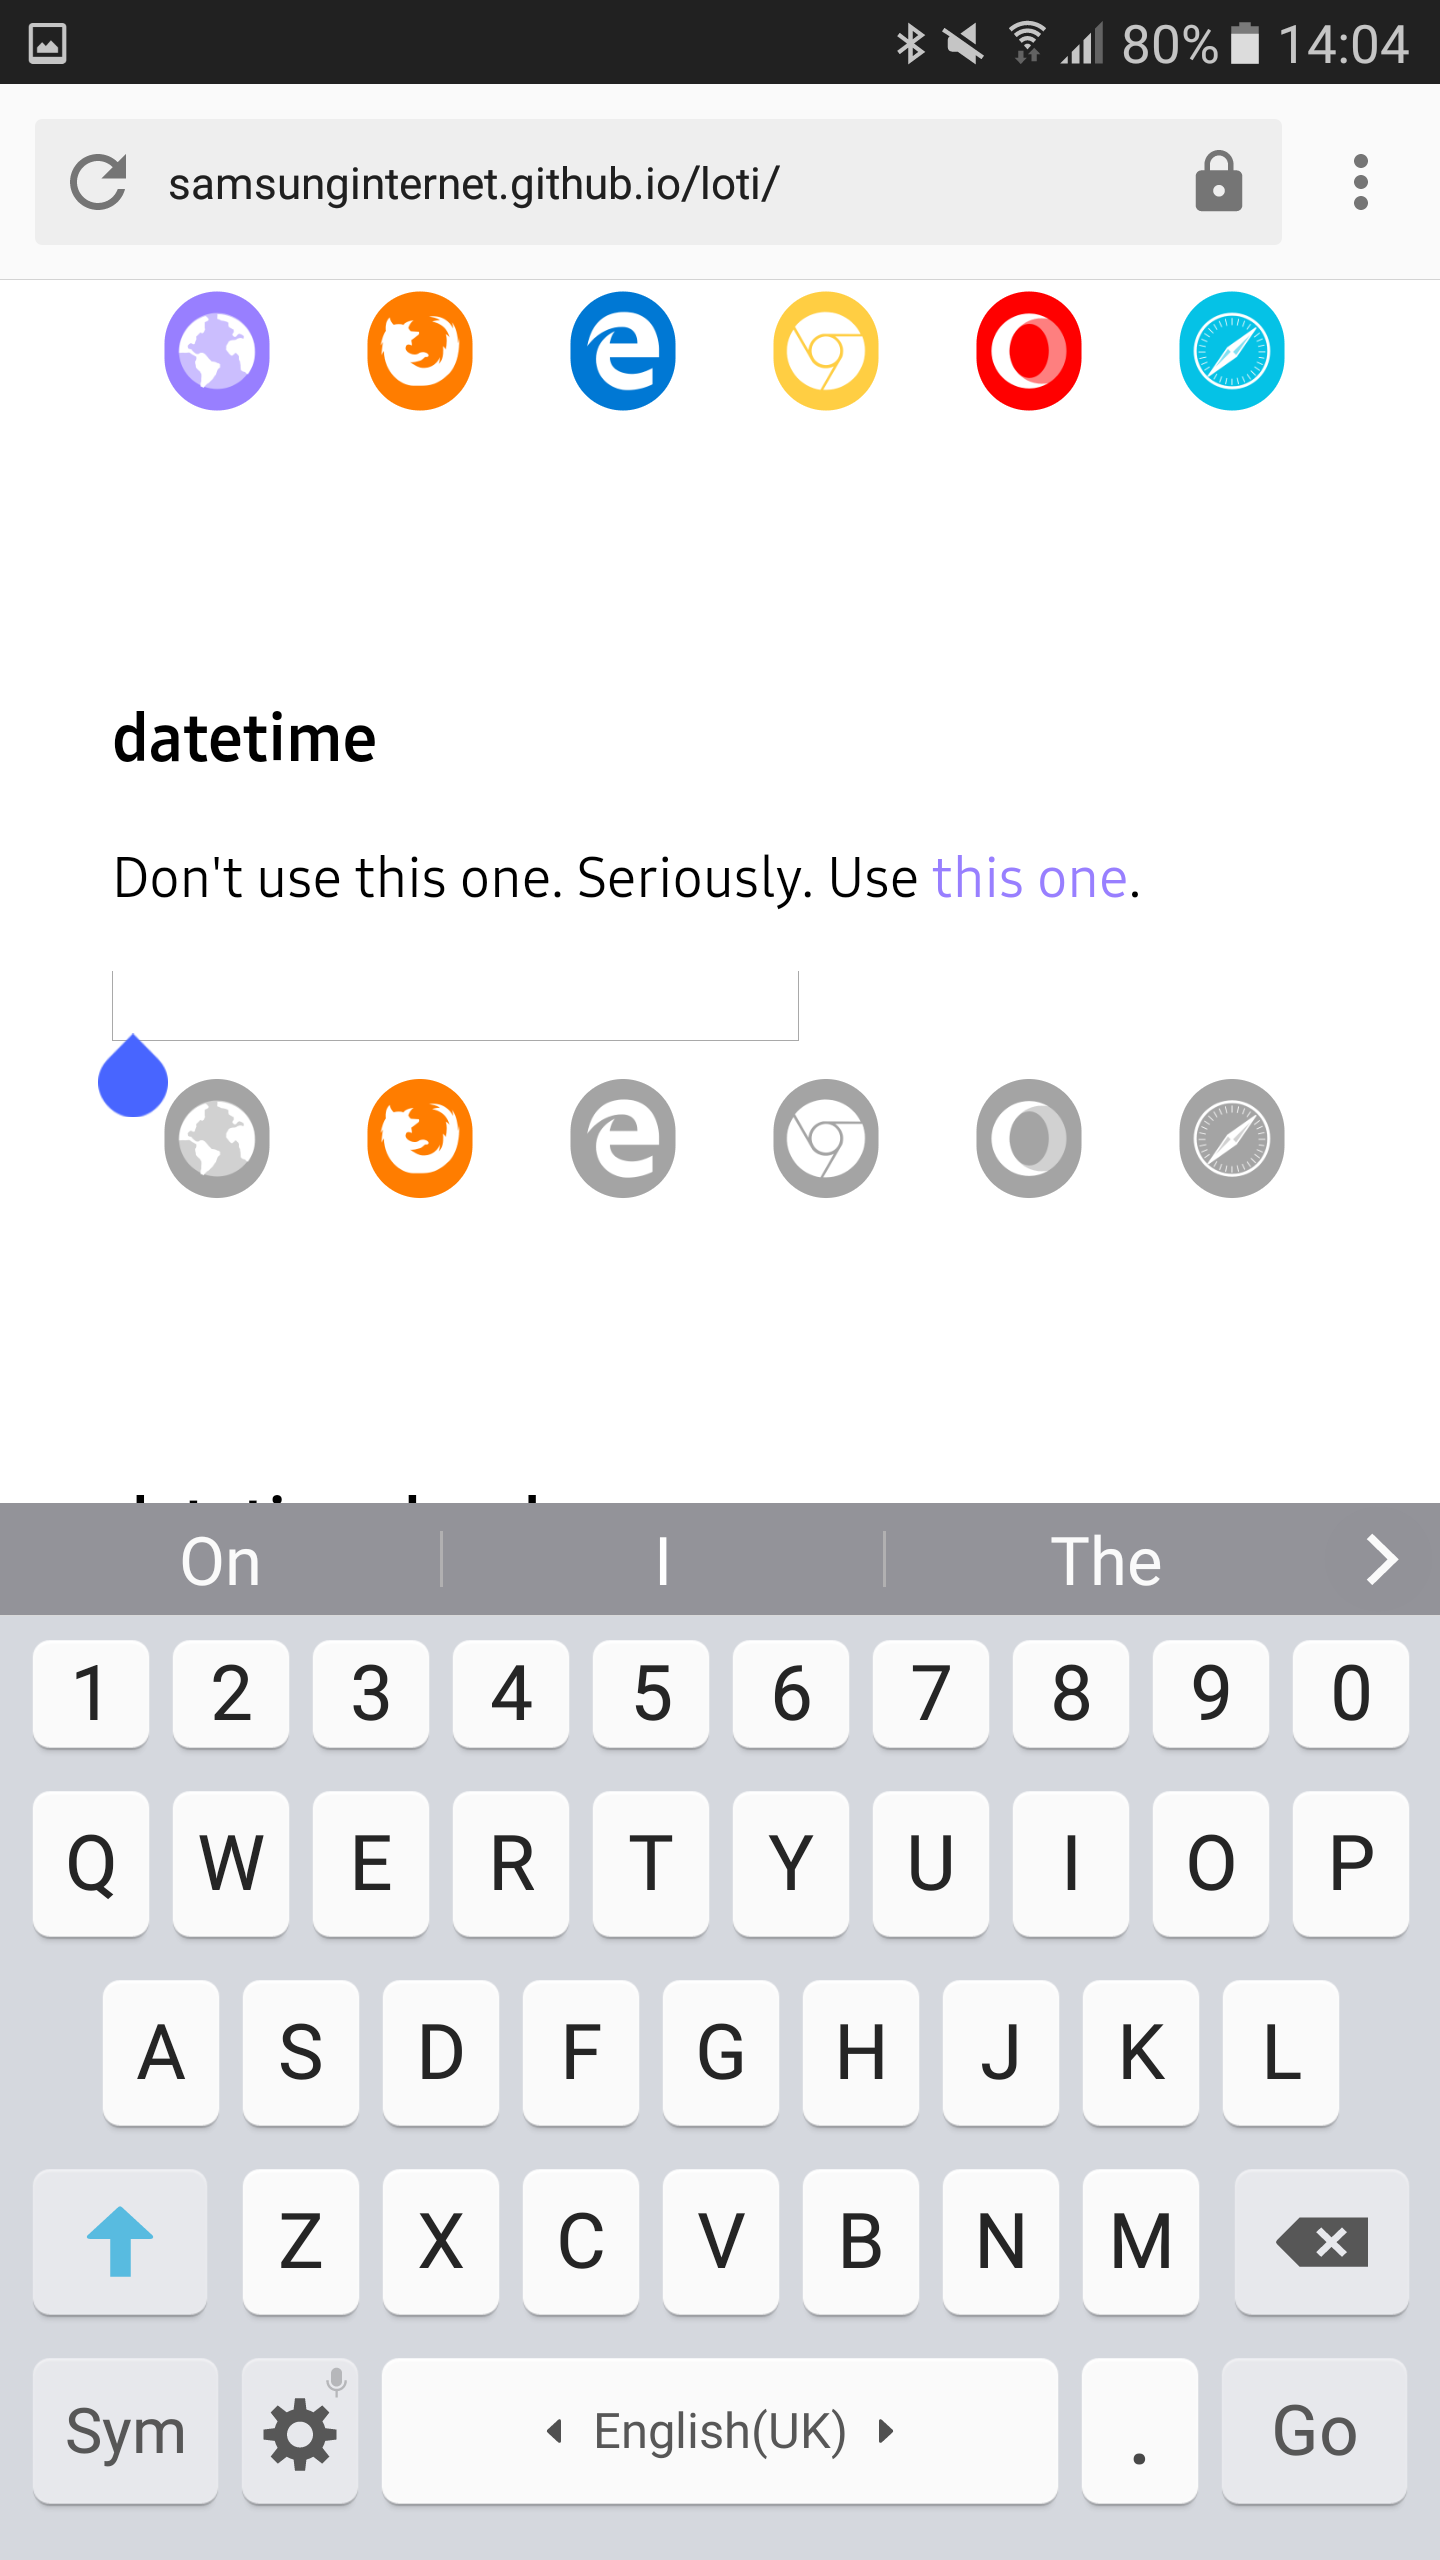 80% 14:04
samsunginternet.github.io/loti/
datetime
Don't use this one. Seriously. Use this one.
On I The
1 2 3 4 5 6 7 8 9 0
Q W E R T Y U I O P
A S D F G H J K L
Z X C V B N M
Sym English(UK) . Go